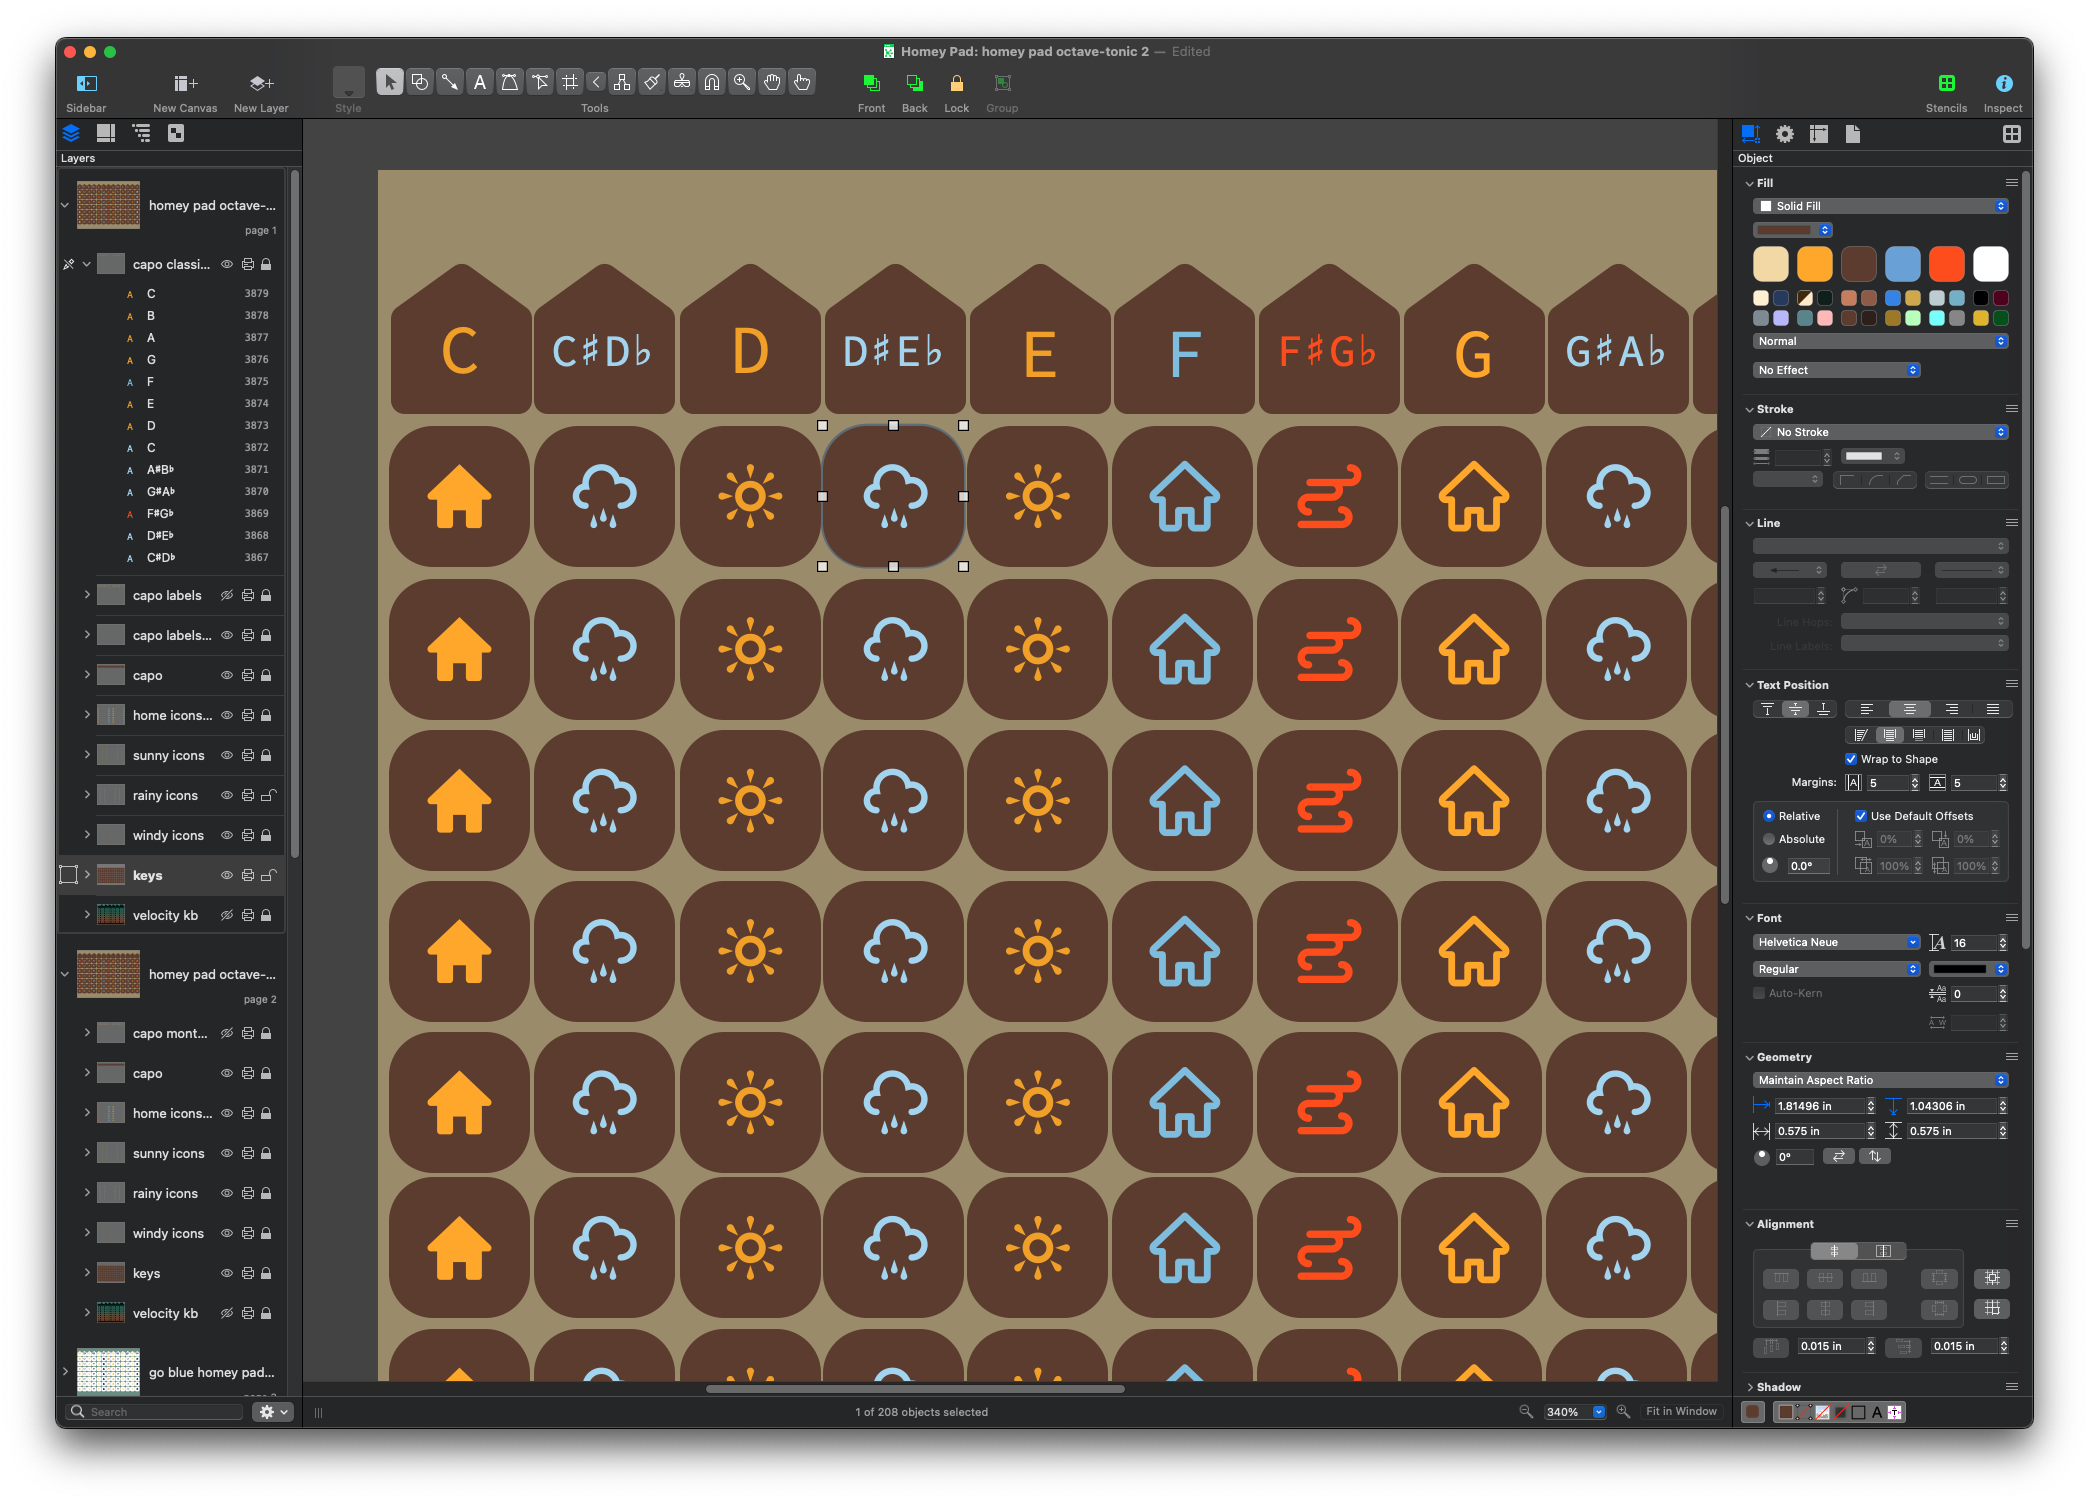 Homey Pad: homey pad octave-tonic 2 — Edited
Sidebar
New Canvas
New Layer
Style
Tools
Front
Back
Lock
Group
Stencils
Inspect
Layers
homey pad octave-...
page 1
capo classi...
A C 3879
A B 3878
A A 3877
A G 3876
A F 3875
A E 3874
A D 3873
A C 3872
A A♯B♭ 3871
A G♯A♭ 3870
A F♯G♭ 3869
A D♯E♭ 3868
A C♯D♭ 3867
capo labels
capo labels...
capo
home icons...
sunny icons
rainy icons
windy icons
keys
velocity kb
homey pad octave-...
page 2
capo mont...
capo
home icons...
sunny icons
rainy icons
windy icons
keys
velocity kb
go blue homey pad...
Search
C C♯D♭ D D♯E♭ E F F♯G♭ G G♯A♭
1 of 208 objects selected
340%
Fit in Window
Object
Fill
Solid Fill
Normal
No Effect
Stroke
No Stroke
Line
Line Hops:
Line Labels:
Text Position
Wrap to Shape
Margins: 5 5
Relative
Use Default Offsets
Absolute
0% 0%
0.0°
100% 100%
Font
Helvetica Neue 16
Regular
Auto-Kern
0
Geometry
Maintain Aspect Ratio
1.81496 in 1.04306 in
0.575 in 0.575 in
0°
Alignment
0.015 in 0.015 in
Shadow